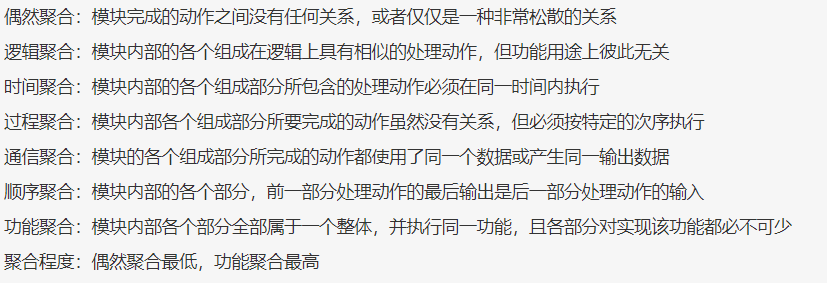 偶然聚合：模块完成的动作之间没有任何关系，或者仅仅是一种非常松散的关系
逻辑聚合：模块内部的各个组成在逻辑上具有相似的处理动作，但功能用途上彼此无关
时间聚合：模块内部的各个组成部分所包含的处理动作必须在同一时间内执行
过程聚合：模块内部各个组成部分所要完成的动作虽然没有关系，但必须按特定的次序执行
通信聚合：模块的各个组成部分所完成的动作都使用了同一个数据或产生同一输出数据
顺序聚合：模块内部的各个部分，前一部分处理动作的最后输出是后一部分处理动作的输入
功能聚合：模块内部各个部分全部属于一个整体，并执行同一功能，且各部分对实现该功能都必不可少
聚合程度：偶然聚合最低，功能聚合最高